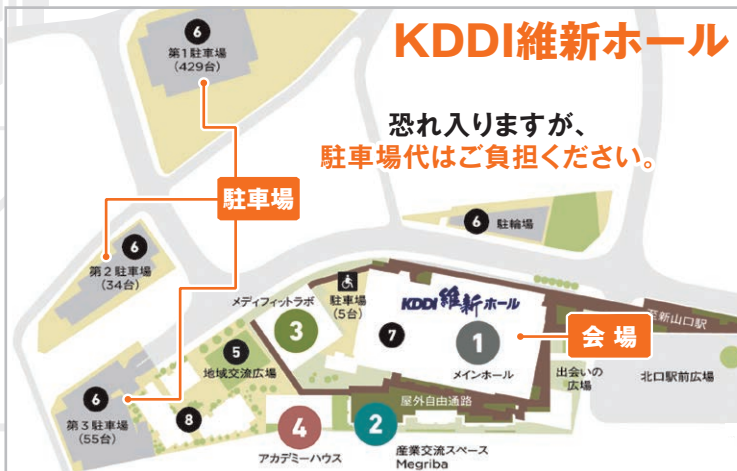 KDDI維新ホール
恐れ入りますが、
駐車場代はご負担ください。
6
第1駐車場
(429台)
駐車場
6
駐輪場
6
第2駐車場
(34台)
メディフィットラボ
3
駐車場
(5台)
KDDI 維新ホール
7
1
メインホール
至新山口駅
会場
出会いの
広場
北口駅前広場
5
地域交流広場
屋外自由通路
6
第3駐車場
(55台)
8
4
アカデミーハウス
2
産業交流スペース
Megriba